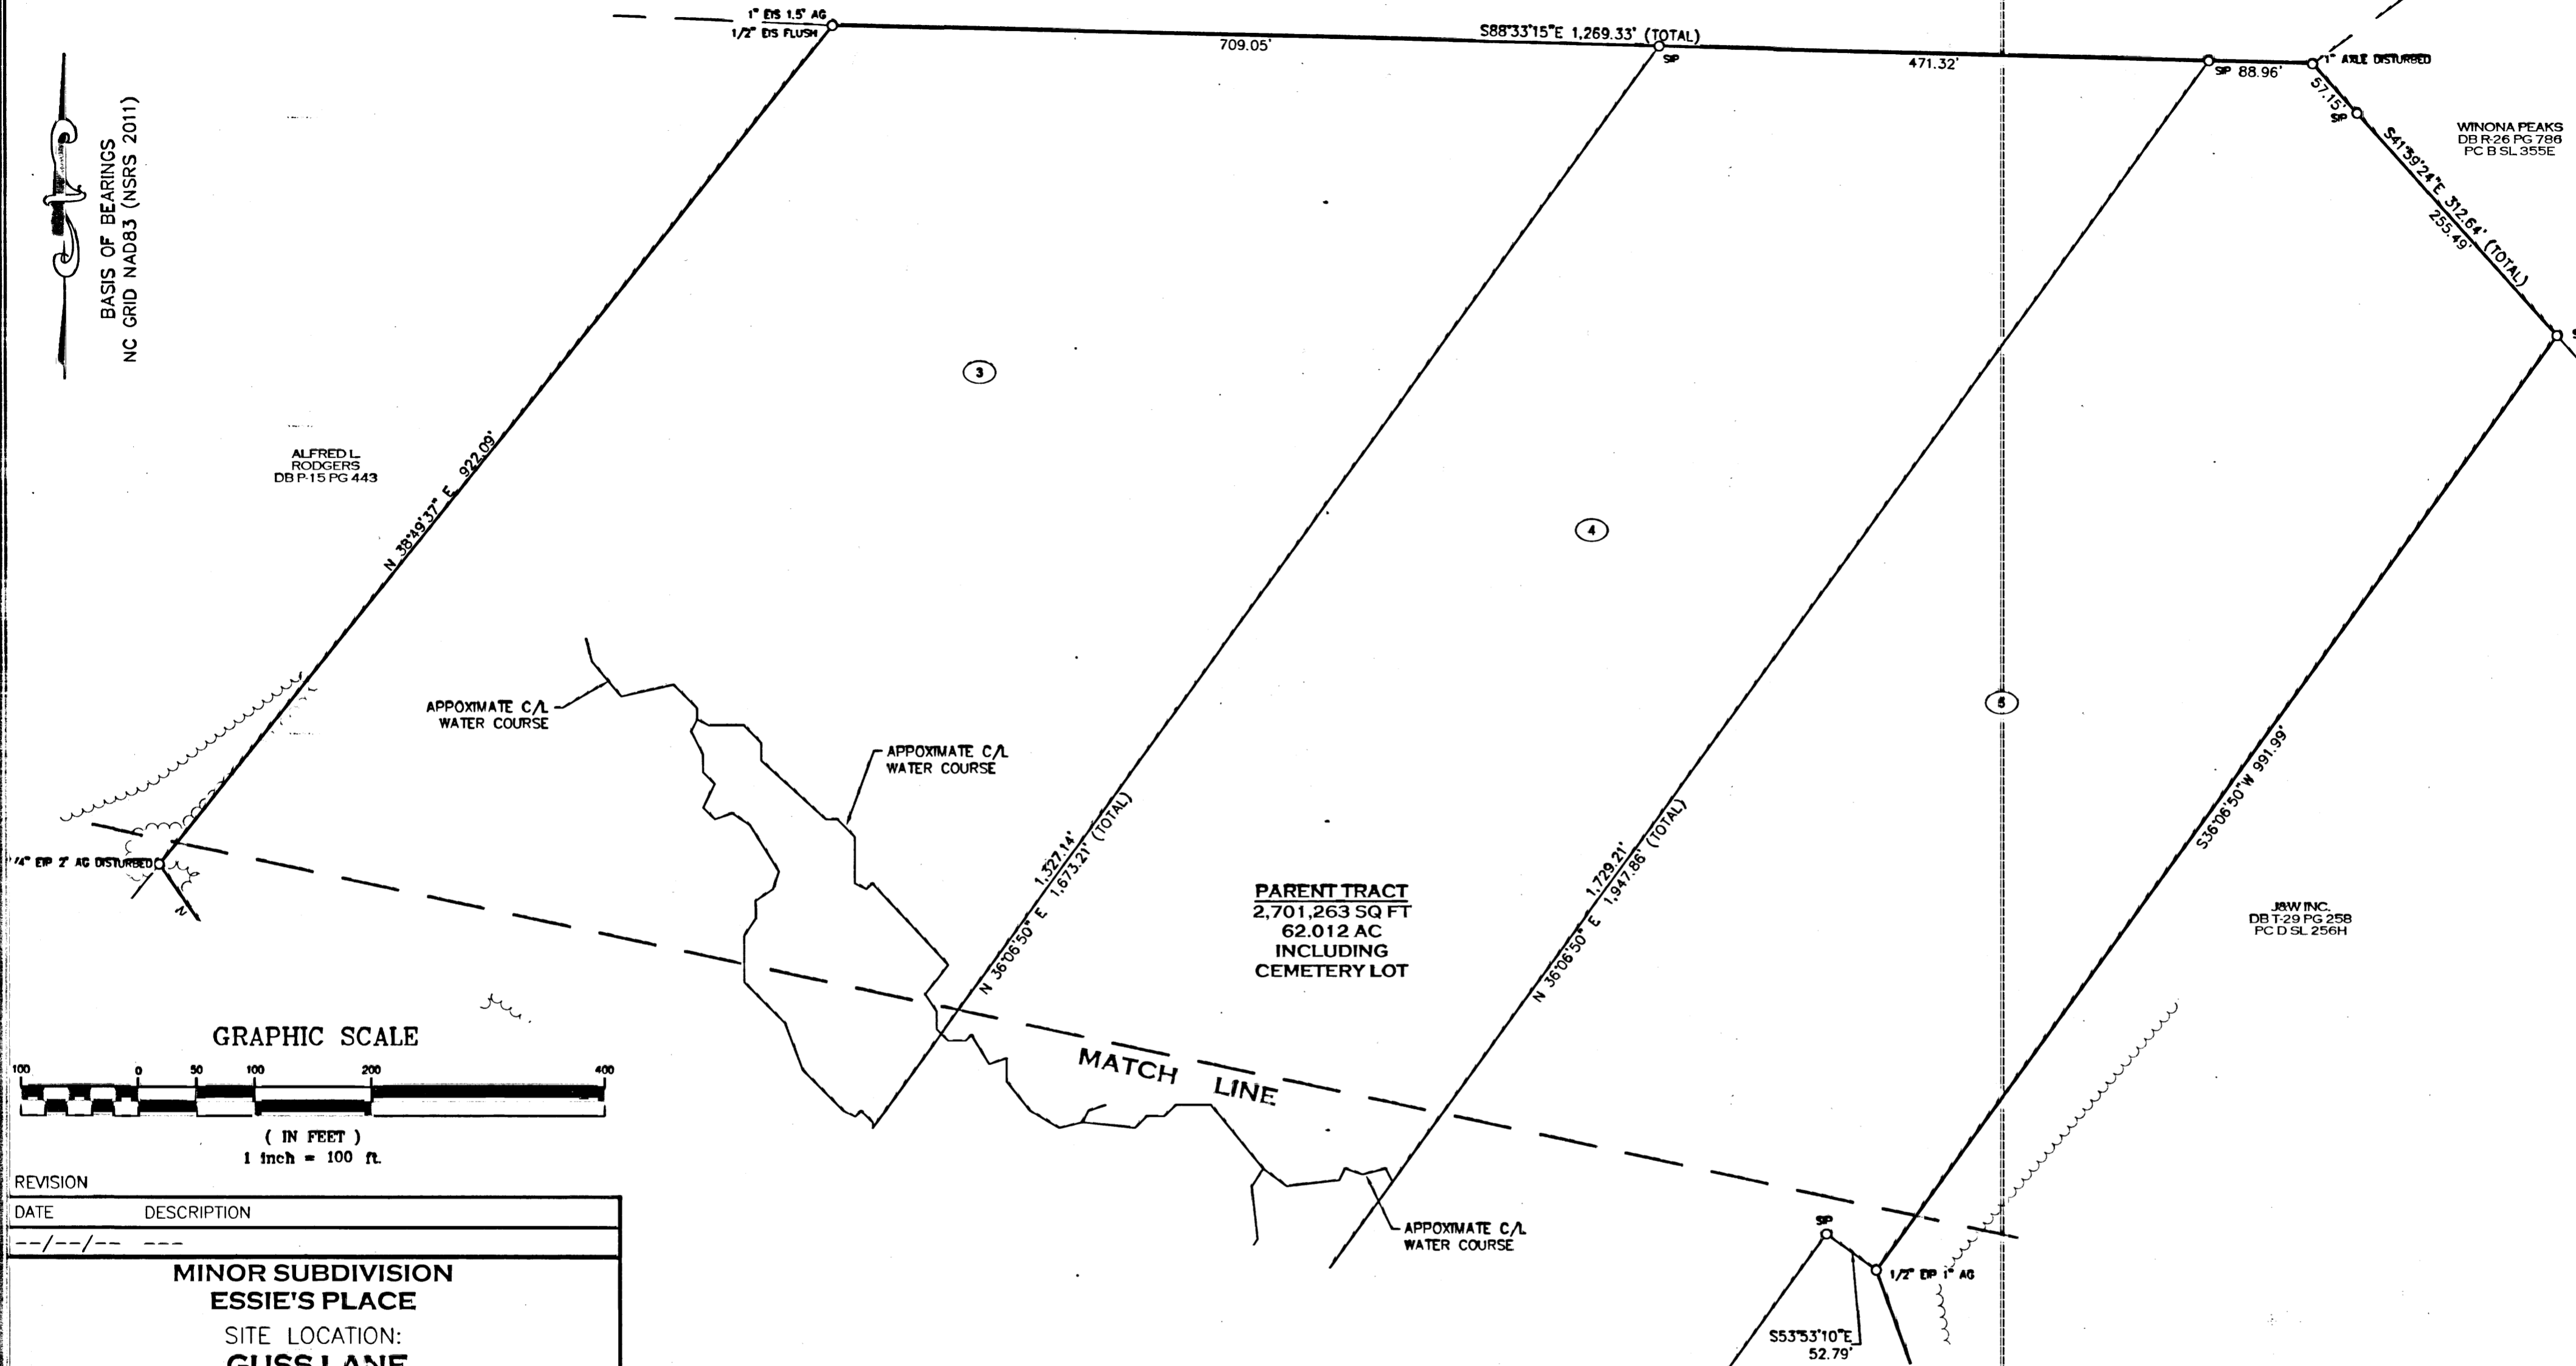 1" EIS 1.5' AG
1/2" EIS FLUSH
S88°33'15"E 1,269.33' (TOTAL)
709.05'
SIP
471.32'
SIP 88.96'
1" AXLE DISTURBED
57.15'
SIP
S41°59'24"E 312.64' (TOTAL)
255.49'
WINONA PEAKS
DB R-26 PG 786
PC B SL 355E
BASIS OF BEARINGS
NC GRID NAD83 (NSRS 2011)
3
ALFRED L.
RODGERS
DB P-15 PG 443
N 38°49'37" E 922.09'
4
5
APPOXIMATE C/L
WATER COURSE
APPOXIMATE C/L
WATER COURSE
S36°06'50"W 991.99'
1,327.14'
N 36°06'50" E 1,673.21' (TOTAL)
1,729.21'
N 36°06'50" E 1,947.86' (TOTAL)
/4" EIP 2" AG DISTURBED
N
PARENT TRACT
2,701,263 SQ FT
62.012 AC
INCLUDING
CEMETERY LOT
J&W INC.
DB T-29 PG 258
PC D SL 256H
GRAPHIC SCALE
100 0 50 100 200 400
( IN FEET )
1 inch = 100 ft.
MATCH LINE
APPOXIMATE C/L
WATER COURSE
SIP
1/2" EIP 1" AG
S53°53'10"E
52.79'
REVISION
DATE DESCRIPTION
--/--/-- ---
MINOR SUBDIVISION
ESSIE'S PLACE
SITE LOCATION:
GUSS LANE